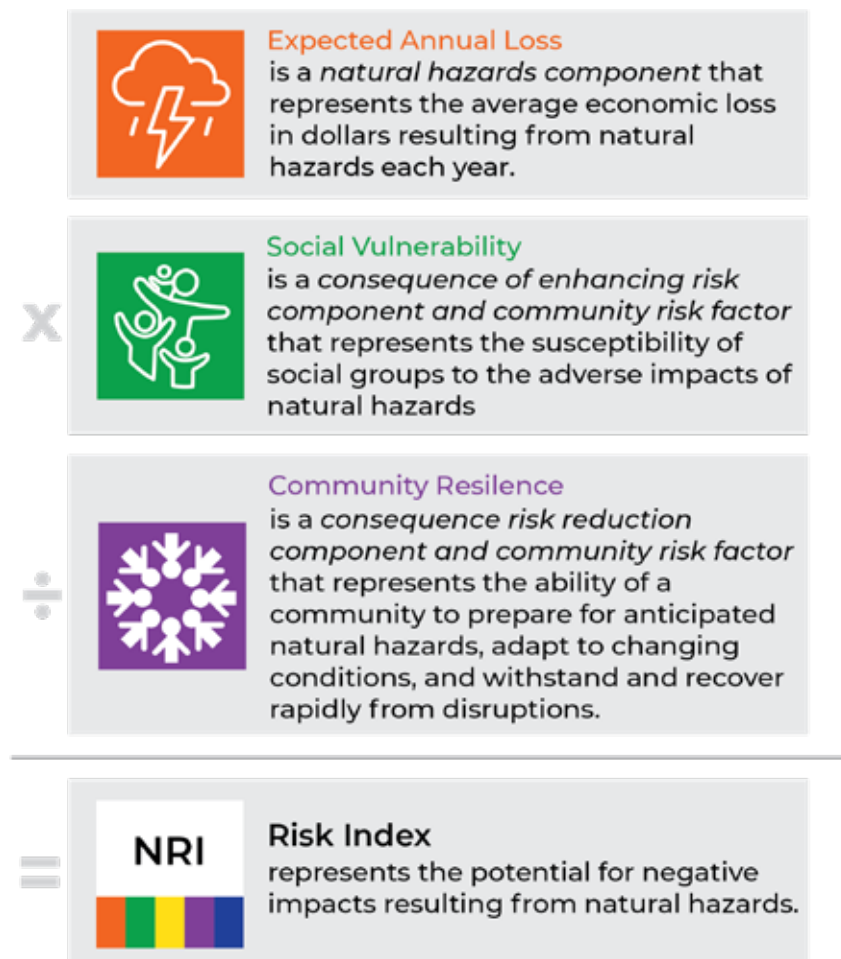 Expected Annual Loss
is a natural hazards component that
represents the average economic loss
in dollars resulting from natural
hazards each year.
x
Social Vulnerability
is a consequence of enhancing risk
component and community risk factor
that represents the susceptibility of
social groups to the adverse impacts of
natural hazards
÷
Community Resilence
is a consequence risk reduction
component and community risk factor
that represents the ability of a
community to prepare for anticipated
natural hazards, adapt to changing
conditions, and withstand and recover
rapidly from disruptions.
=
NRI
Risk Index
represents the potential for negative
impacts resulting from natural hazards.